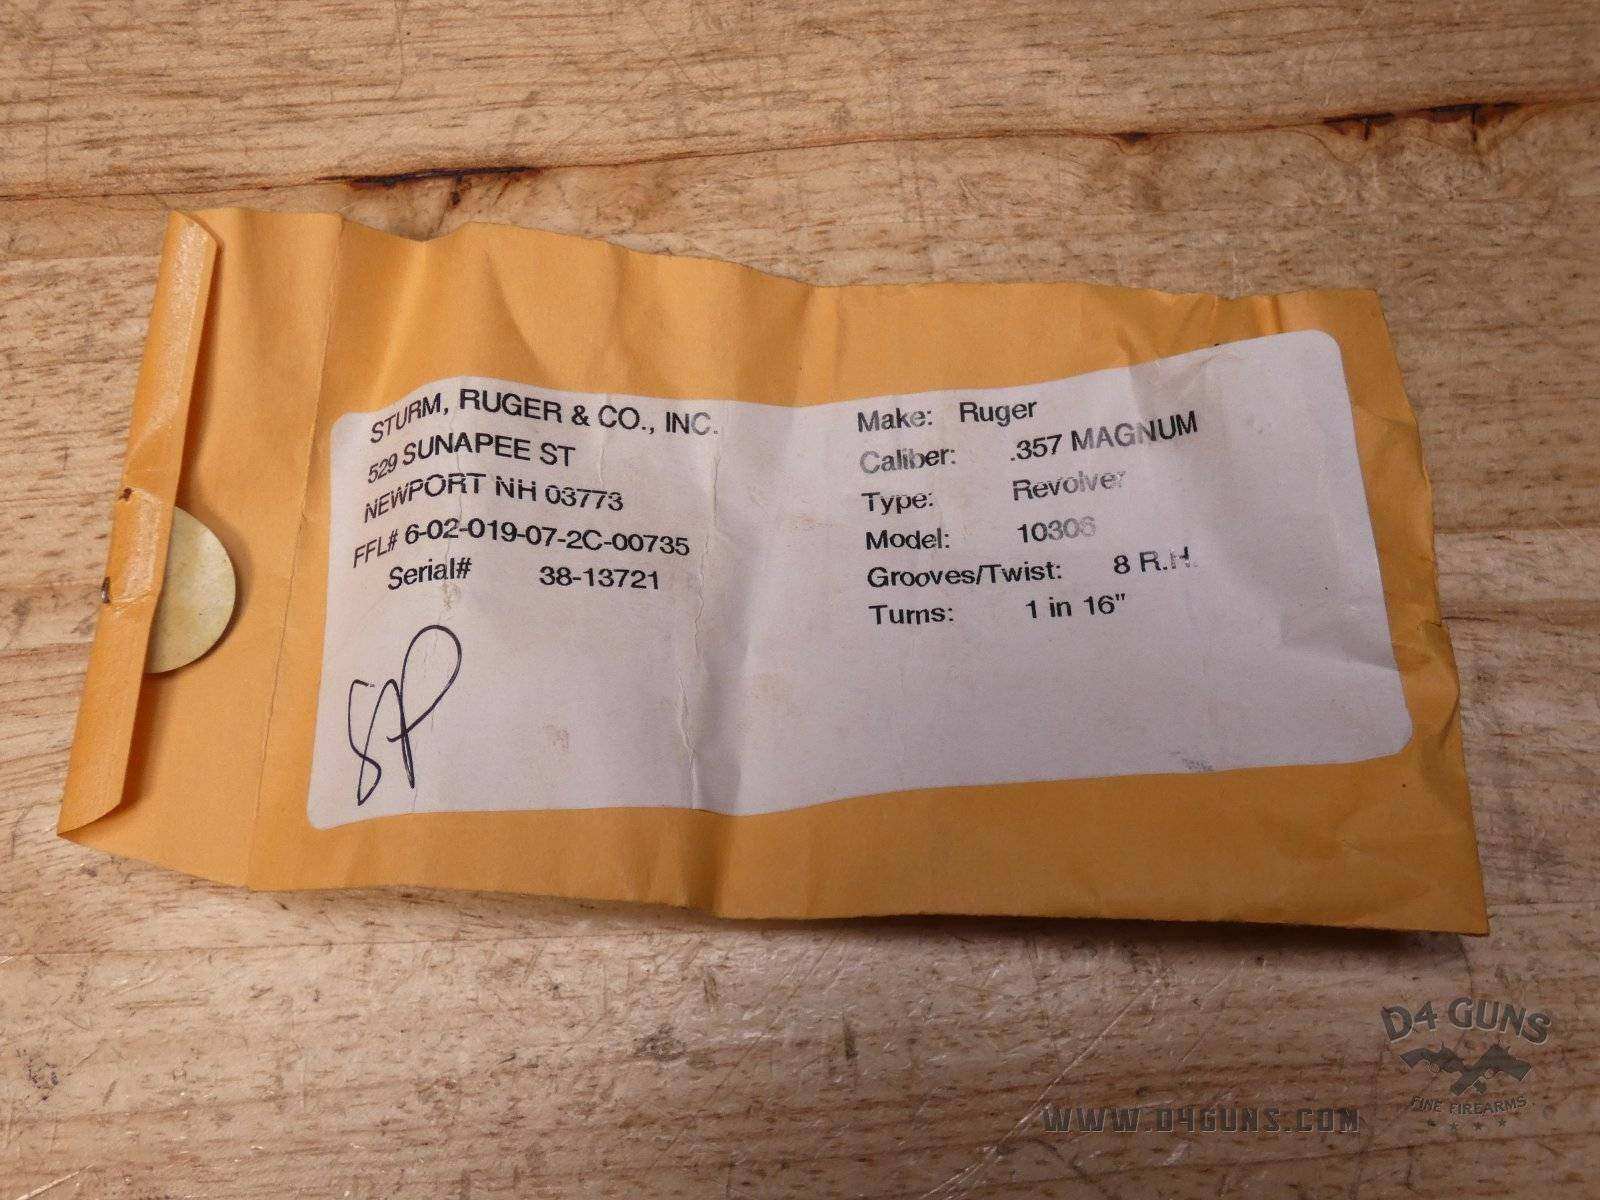 STURM, RUGER & CO., INC.
529 SUNAPEE ST
NEWPORT NH 03773
FFL# 6-02-019-07-2C-00735
Serial# 38-13721
SP
Make: Ruger
Caliber: .357 MAGNUM
Type: Revolver
Model: 10306
Grooves/Twist: 8 R.H.
Turns: 1 in 16"
D4 GUNS
FINE FIREARMS
WWW.D4GUNS.COM